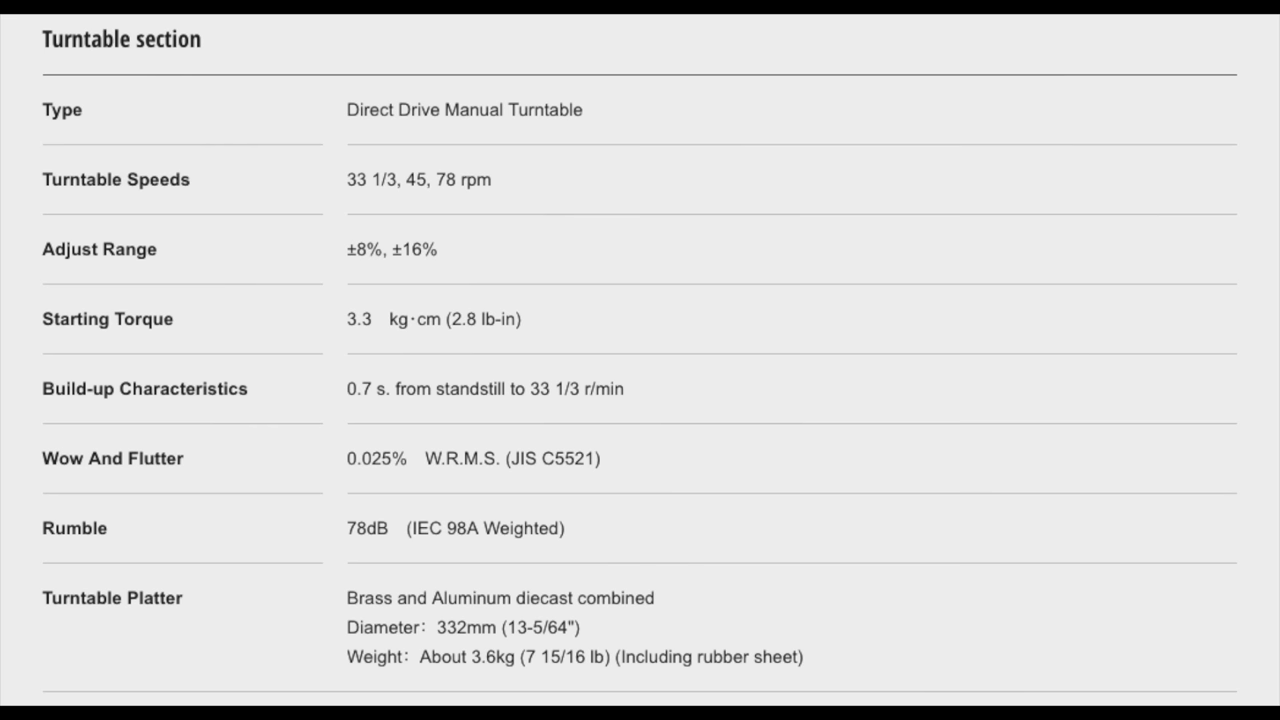 Turntable section
Type Direct Drive Manual Turntable
Turntable Speeds 33 1/3, 45, 78 rpm
Adjust Range ±8%, ±16%
Starting Torque 3.3 kg·cm (2.8 lb-in)
Build-up Characteristics 0.7 s. from standstill to 33 1/3 r/min
Wow And Flutter 0.025% W.R.M.S. (JIS C5521)
Rumble 78dB (IEC 98A Weighted)
Turntable Platter Brass and Aluminum diecast combined
Diameter: 332mm (13-5/64")
Weight: About 3.6kg (7 15/16 lb) (Including rubber sheet)